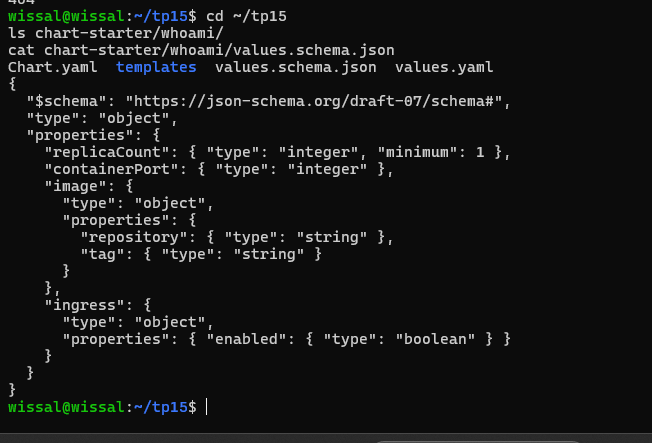 wissal@wissal:~/tp15$ cd ~/tp15
ls chart-starter/whoami/
cat chart-starter/whoami/values.schema.json
Chart.yaml  templates  values.schema.json  values.yaml
{
  "$schema": "https://json-schema.org/draft-07/schema#",
  "type": "object",
  "properties": {
    "replicaCount": { "type": "integer", "minimum": 1 },
    "containerPort": { "type": "integer" },
    "image": {
      "type": "object",
      "properties": {
        "repository": { "type": "string" },
        "tag": { "type": "string" }
      }
    },
    "ingress": {
      "type": "object",
      "properties": { "enabled": { "type": "boolean" } }
    }
  }
}
wissal@wissal:~/tp15$